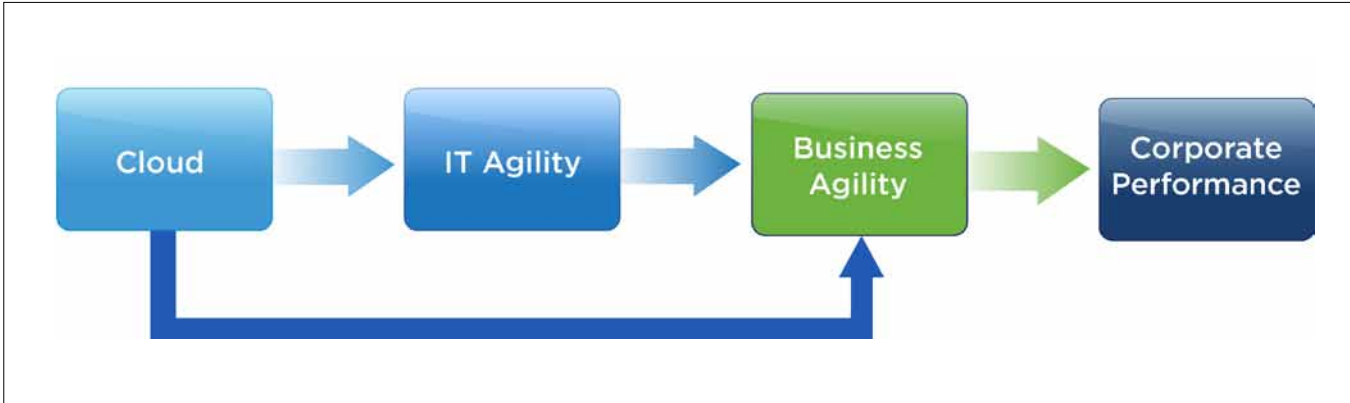 Cloud
IT Agility
Business
Agility
Corporate
Performance